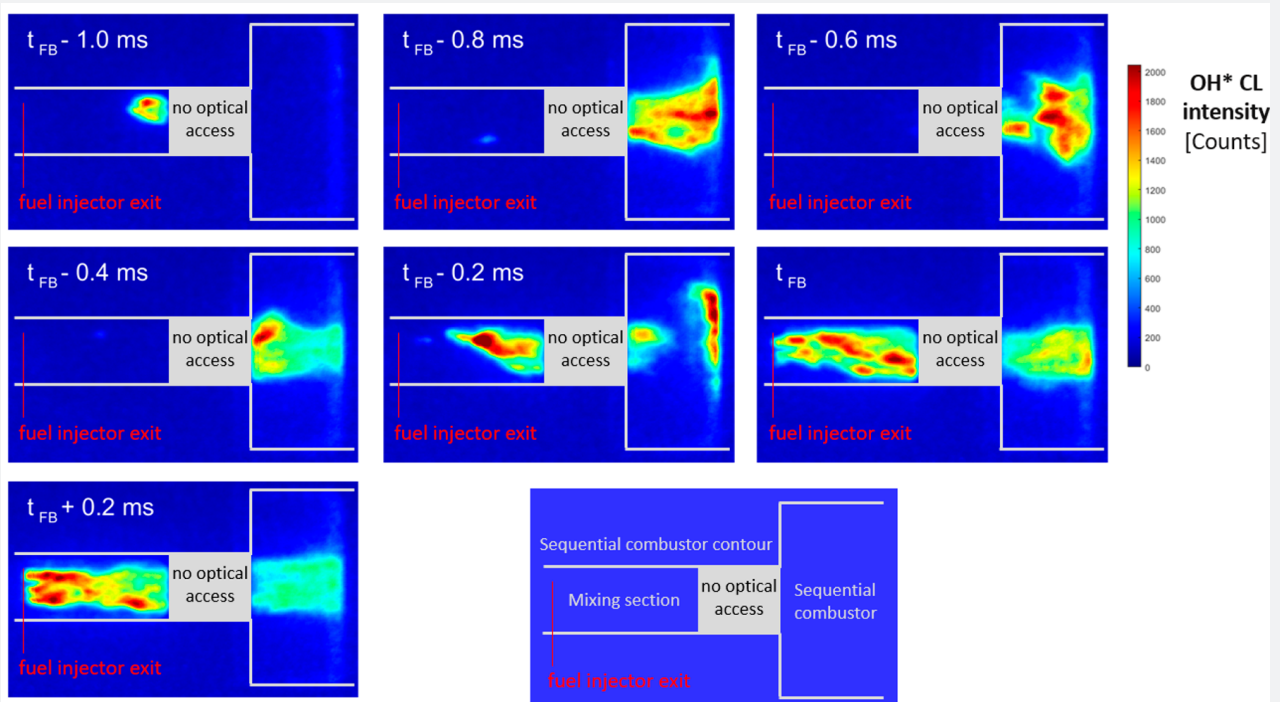 t FB - 1.0 ms
no optical
access
fuel injector exit
t FB - 0.8 ms
no optical
access
fuel injector exit
t FB - 0.6 ms
no optical
access
fuel injector exit
2000
1800
1600
1400
1200
1000
800
600
400
200
0
OH* CL
intensity
[Counts]
t FB - 0.4 ms
no optical
access
fuel injector exit
t FB - 0.2 ms
no optical
access
fuel injector exit
t FB
no optical
access
fuel injector exit
t FB + 0.2 ms
no optical
access
fuel injector exit
Sequential combustor contour
Mixing section
no optical
access
Sequential
combustor
fuel injector exit